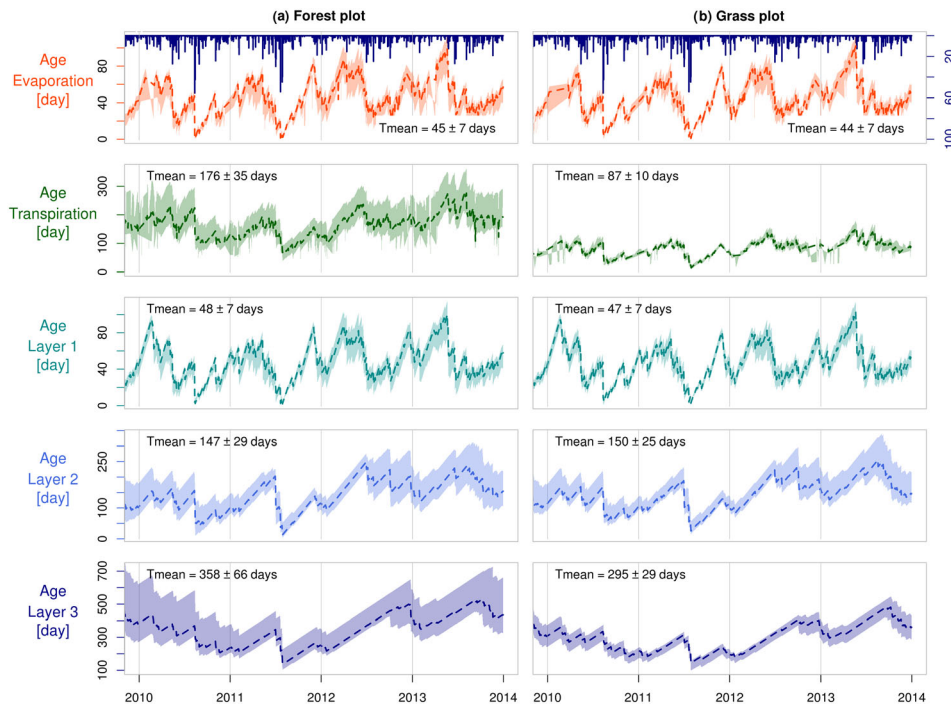 (a) Forest plot
(b) Grass plot
Age
Evaporation
[day]
80
40
0
Tmean = 45 ± 7 days
Tmean = 44 ± 7 days
20
60
100
Age
Transpiration
[day]
300
100
0
Tmean = 176 ± 35 days
Tmean = 87 ± 10 days
Age
Layer 1
[day]
80
40
0
Tmean = 48 ± 7 days
Tmean = 47 ± 7 days
Age
Layer 2
[day]
250
100
0
Tmean = 147 ± 29 days
Tmean = 150 ± 25 days
Age
Layer 3
[day]
700
500
300
100
Tmean = 358 ± 66 days
Tmean = 295 ± 29 days
2010 2011 2012 2013 2014
2010 2011 2012 2013 2014